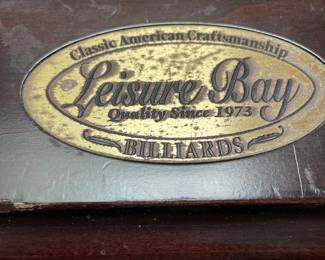 Classic American Craftsmanship
Leisure Bay
Quality Since 1973
BILLIARDS